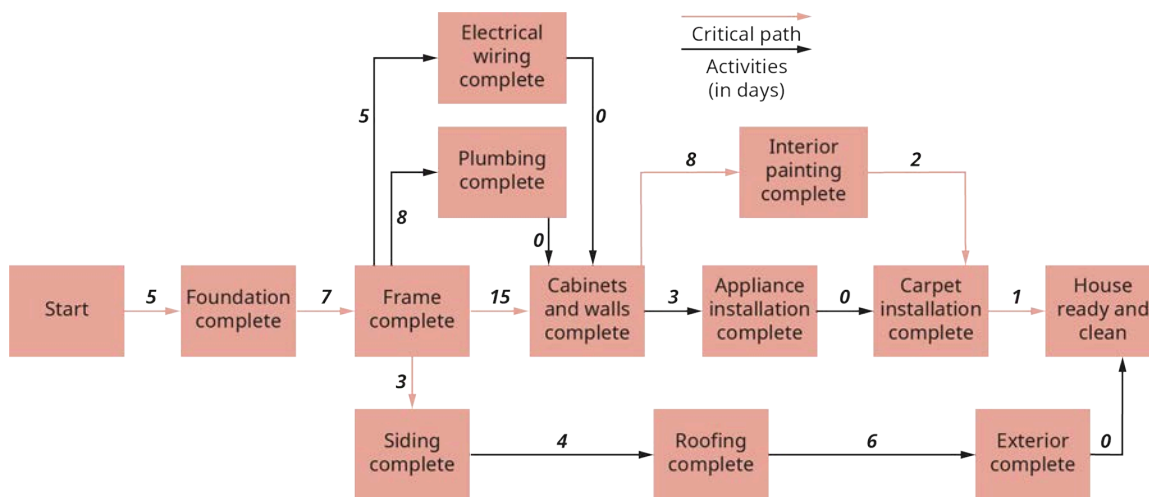 Electrical
wiring
complete
Critical path
Activities
(in days)
5
0
Plumbing
complete
8
Interior
painting
complete
2
8
0
Start
5
Foundation
complete
7
Frame
complete
15
Cabinets
and walls
complete
3
Appliance
installation
complete
0
Carpet
installation
complete
1
House
ready and
clean
3
Siding
complete
4
Roofing
complete
6
Exterior
complete
0